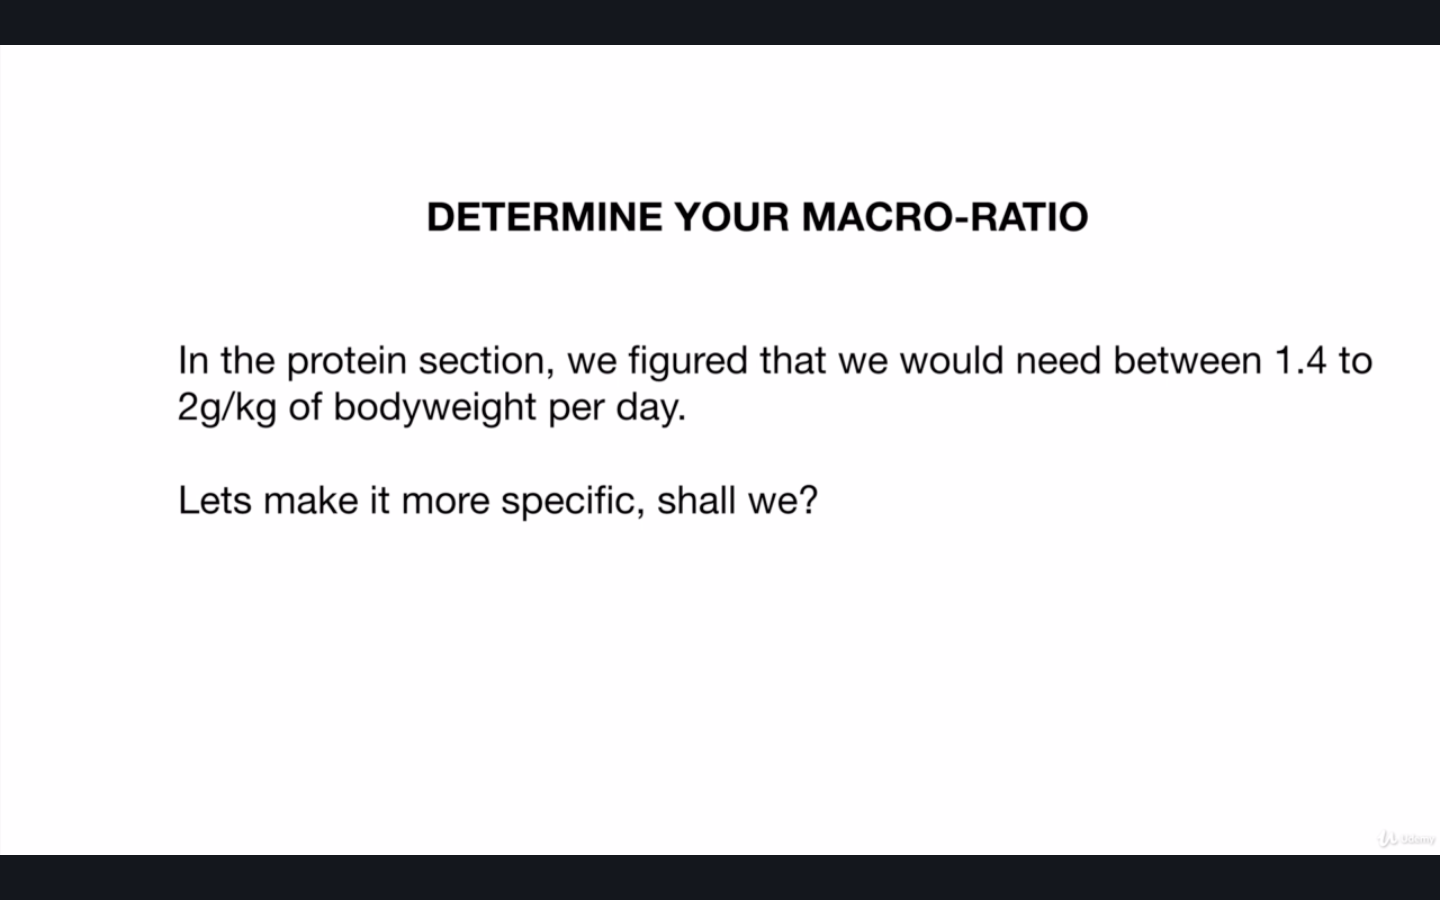 DETERMINE YOUR MACRO-RATIO
In the protein section, we figured that we would need between 1.4 to
2g/kg of bodyweight per day.
Lets make it more specific, shall we?
Udemy